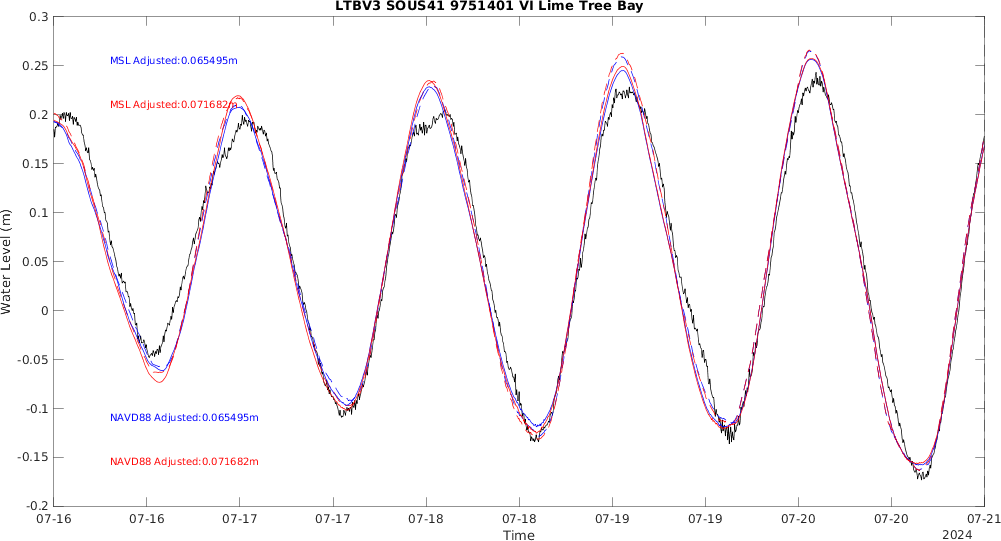 LTBV3 SOUS41 9751401 VI Lime Tree Bay
0.3
0.25
0.2
0.15
0.1
0.05
0
-0.05
-0.1
-0.15
-0.2
Water Level (m)
MSL Adjusted:0.065495m
MSL Adjusted:0.071682m
NAVD88 Adjusted:0.065495m
NAVD88 Adjusted:0.071682m
07-16 07-16 07-17 07-17 07-18 07-18 07-19 07-19 07-20 07-20 07-21
Time
2024